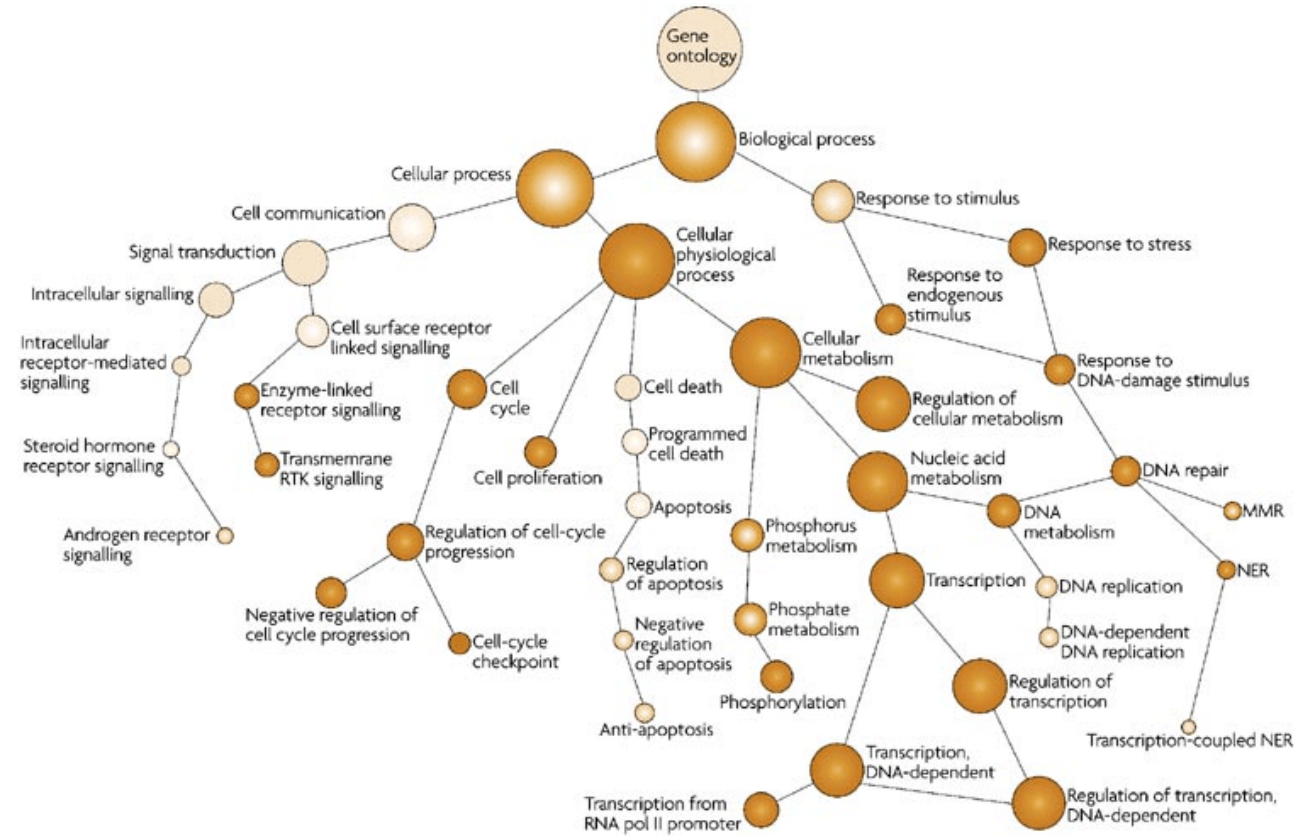 Gene
ontology
Biological process
Cellular process
Response to stimulus
Cell communication
Cellular
physiological
process
Response to stress
Signal transduction
Response to
endogenous
stimulus
Intracellular signalling
Cell surface receptor
linked signalling
Cellular
metabolism
Intracellular
receptor-mediated
signalling
Response to
DNA-damage stimulus
Enzyme-linked
receptor signalling
Cell
cycle
Cell death
Regulation of
cellular metabolism
Steroid hormone
receptor signalling
Transmemrane
RTK signalling
Cell proliferation
Programmed
cell death
Nucleic acid
metabolism
DNA repair
Apoptosis
MMR
DNA
metabolism
Androgen receptor
signalling
Regulation of cell-cycle
progression
Phosphorus
metabolism
Regulation
of apoptosis
Transcription
NER
DNA replication
Negative regulation of
cell cycle progression
Cell-cycle
checkpoint
Negative
regulation
of apoptosis
Phosphate
metabolism
DNA-dependent
DNA replication
Phosphorylation
Regulation of
transcription
Anti-apoptosis
Transcription-coupled NER
Transcription,
DNA-dependent
Transcription from
RNA pol II promoter
Regulation of transcription,
DNA-dependent